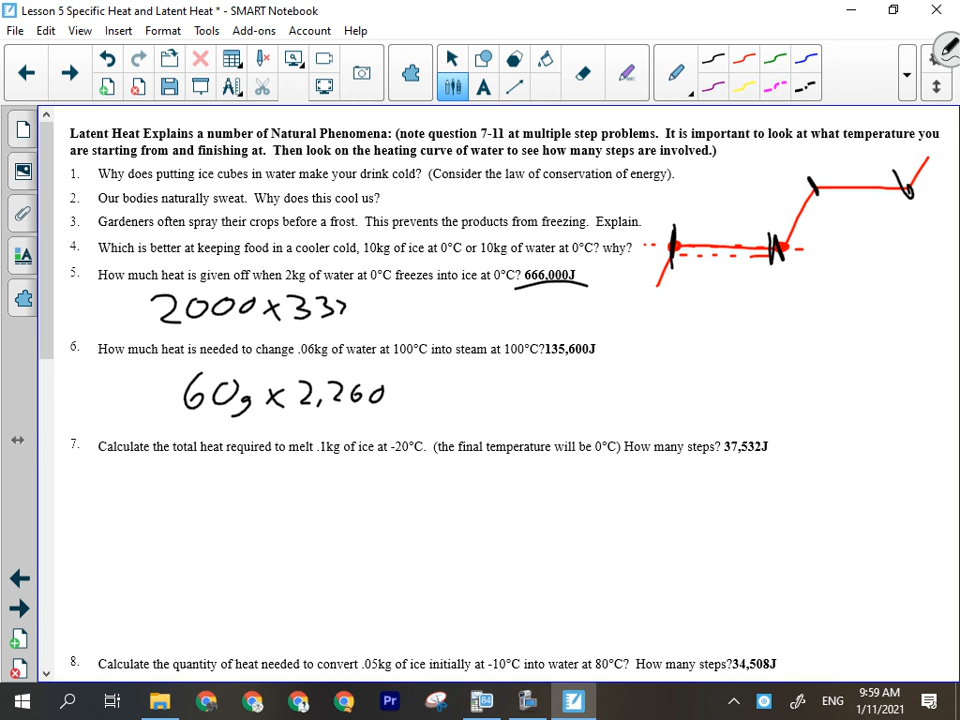 Lesson 5 Specific Heat and Latent Heat * - SMART Notebook
File Edit View Insert Format Tools Add-ons Account Help
Latent Heat Explains a number of Natural Phenomena: (note question 7-11 at multiple step problems. It is important to look at what temperature you
are starting from and finishing at. Then look on the heating curve of water to see how many steps are involved.)
1. Why does putting ice cubes in water make your drink cold? (Consider the law of conservation of energy).
2. Our bodies naturally sweat. Why does this cool us?
3. Gardeners often spray their crops before a frost. This prevents the products from freezing. Explain.
4. Which is better at keeping food in a cooler cold, 10kg of ice at 0°C or 10kg of water at 0°C? why?
5. How much heat is given off when 2kg of water at 0°C freezes into ice at 0°C? 666,000J
2000 x 333
6. How much heat is needed to change .06kg of water at 100°C into steam at 100°C?135,600J
60g x 2,260
7. Calculate the total heat required to melt .1kg of ice at -20°C. (the final temperature will be 0°C) How many steps? 37,532J
8. Calculate the quantity of heat needed to convert .05kg of ice initially at -10°C into water at 80°C? How many steps?34,508J
Pr
84
ENG
9:59 AM
1/11/2021